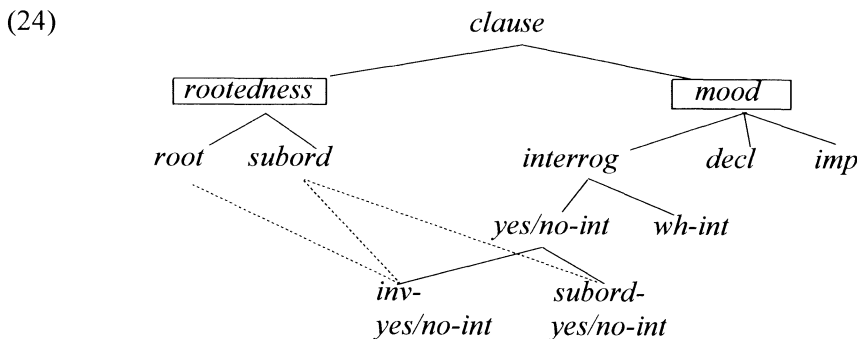 (24) clause
rootedness mood
root subord interrog decl imp
yes/no-int wh-int
inv- subord-
yes/no-int yes/no-int